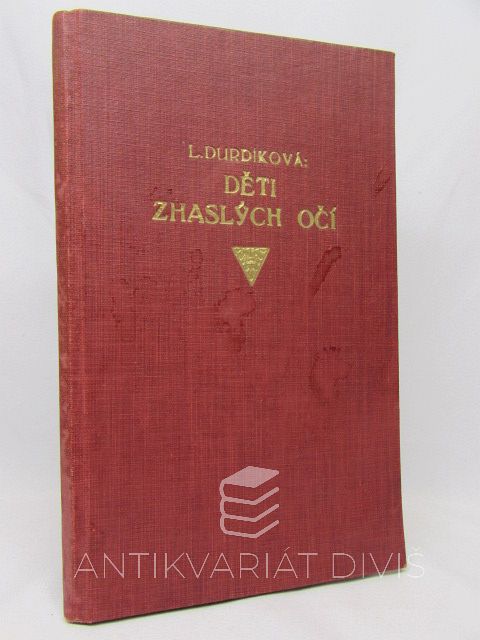 L. DURDÍKOVÁ:
DĚTI
ZHASLÝCH OČÍ
ANTIKVARIÁT DIVIŠ